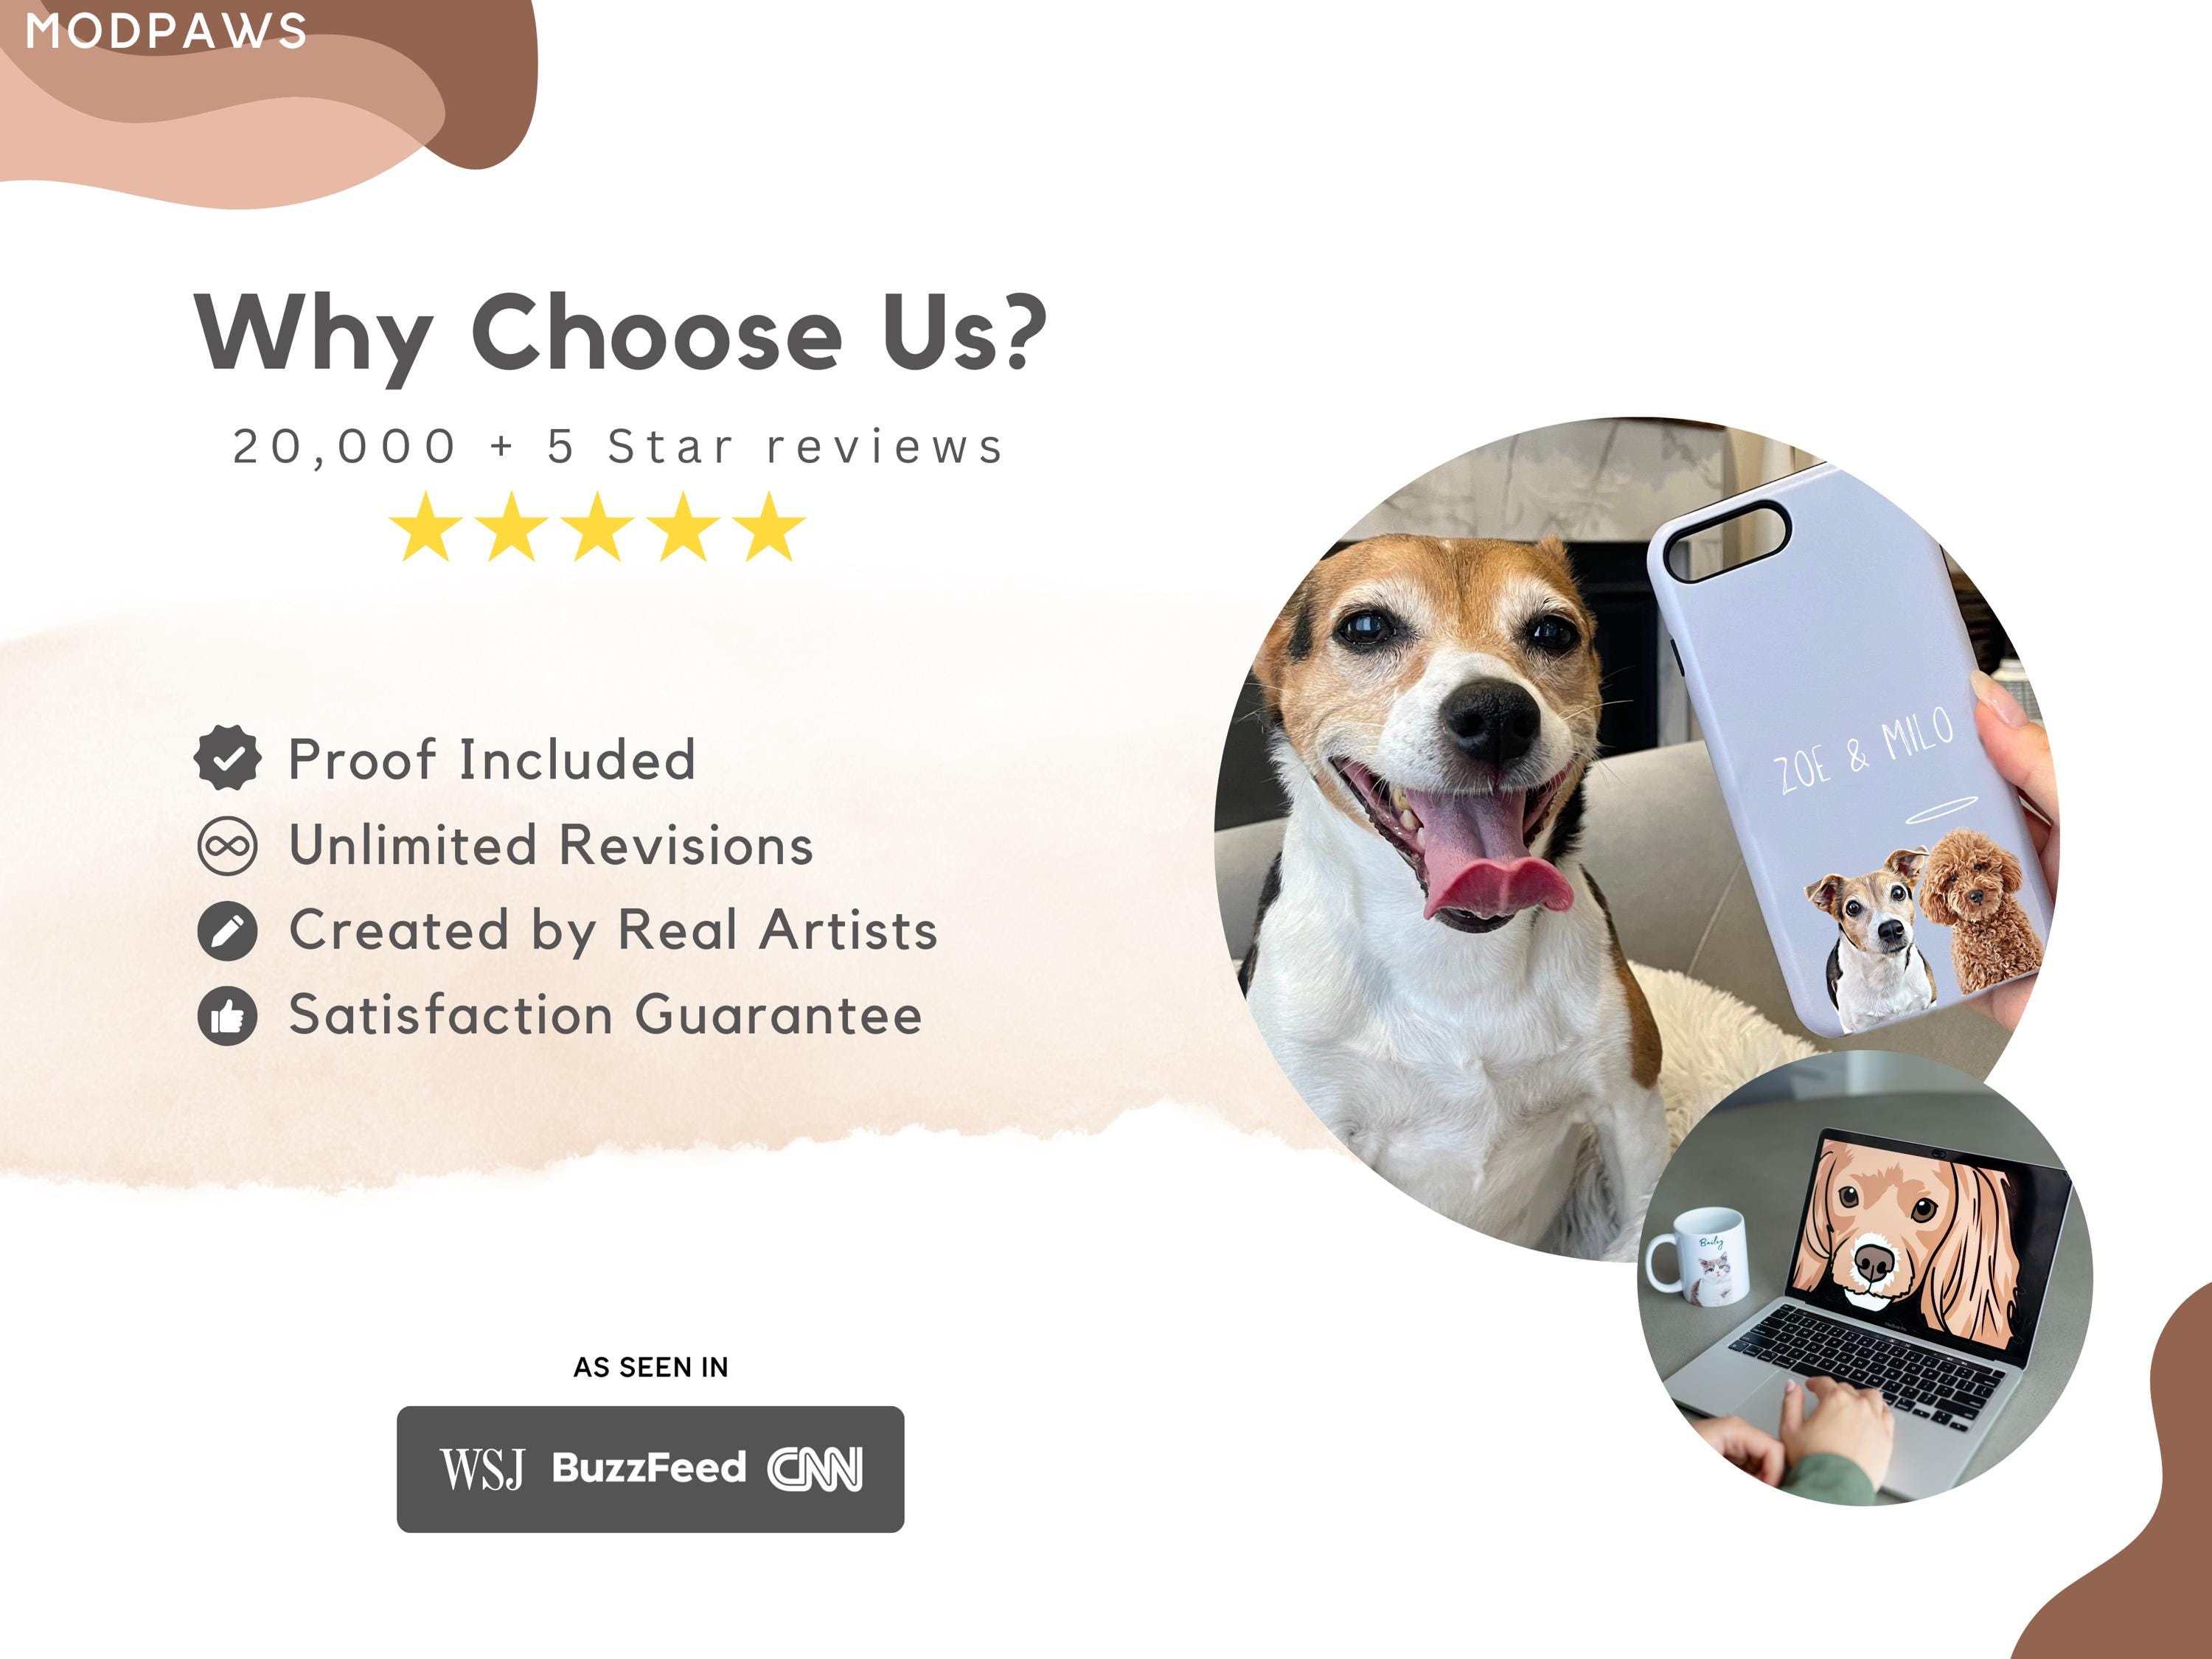 MODPAWS
Why Choose Us?
20,000 + 5 Star reviews
Proof Included
Unlimited Revisions
Created by Real Artists
Satisfaction Guarantee
ZOE & MILO
Bailey
AS SEEN IN
WSJ BuzzFeed CNN